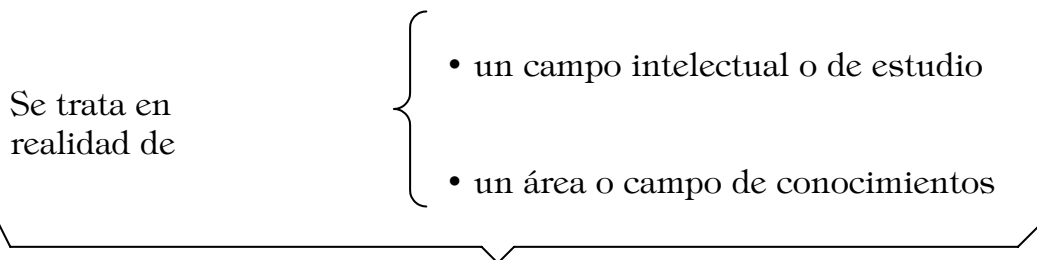 Se trata en
realidad de
• un campo intelectual o de estudio
• un área o campo de conocimientos